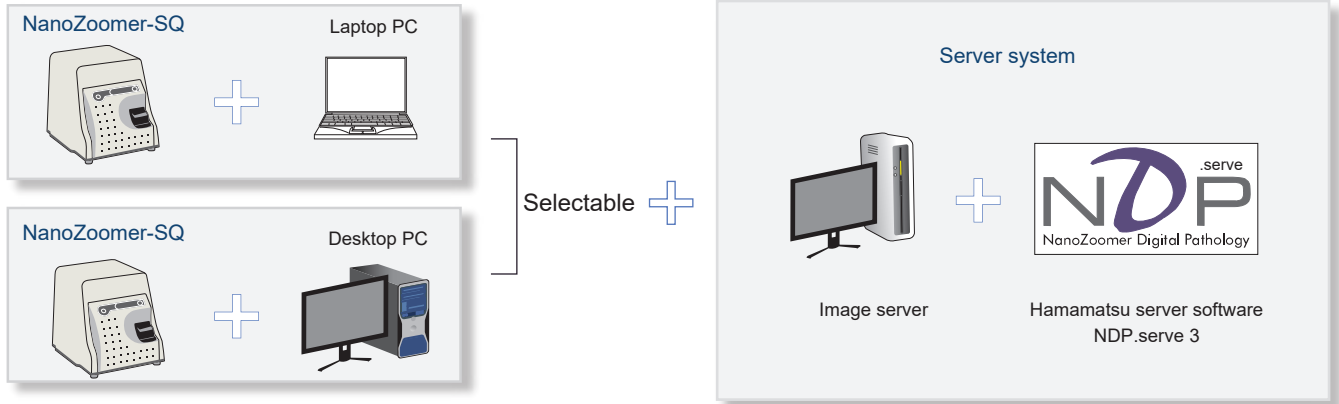 NanoZoomer-SQ
Laptop PC
NanoZoomer-SQ
Desktop PC
Selectable
Server system
Image server
.serve
NDP
NanoZoomer Digital Pathology
Hamamatsu server software
NDP.serve 3